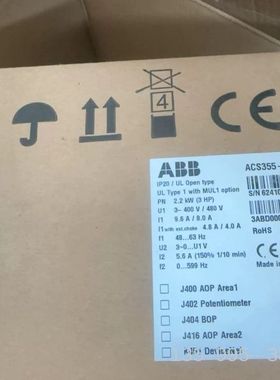 4
ABB
ACS355-
IP20 / UL Open type
UL Type 1 with MUL1 option
PN 2.2 kW (3 HP)
U1 3~ 400 V / 480 V
I1 9.6 A / 8.0 A
I1 with ext.choke 4.8 A / 4.0 A
f1 48...63 Hz
U2 3~0...U1 V
I2 5.6 A (150% 1/10 min)
f2 0...599 Hz
S/N 62410
3ABD000
RoHS
J400 AOP Area1
J402 Potentiometer
J404 BOP
J416 AOP Area2